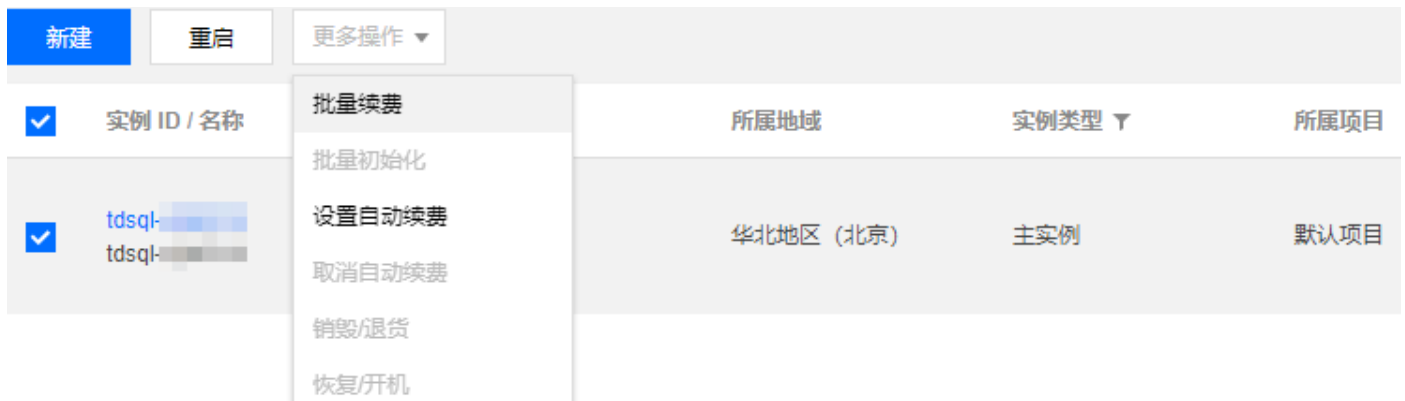 新建 重启 更多操作
批量续费
实例 ID / 名称 所属地域 实例类型 所属项目
批量初始化
设置自动续费
tdsql-
华北地区（北京） 主实例 默认项目
tdsql-
取消自动续费
销毁/退货
恢复/开机